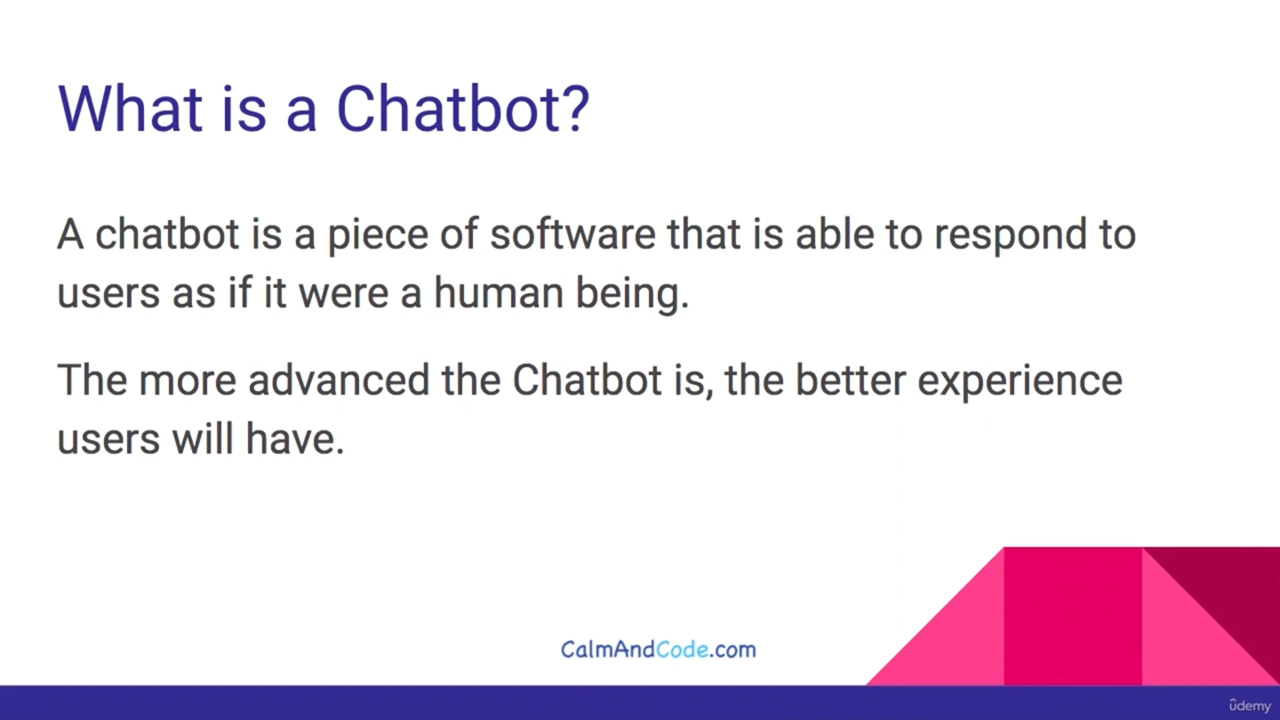 What is a Chatbot?
A chatbot is a piece of software that is able to respond to
users as if it were a human being.
The more advanced the Chatbot is, the better experience
users will have.
CalmAndCode.com
ûdemy